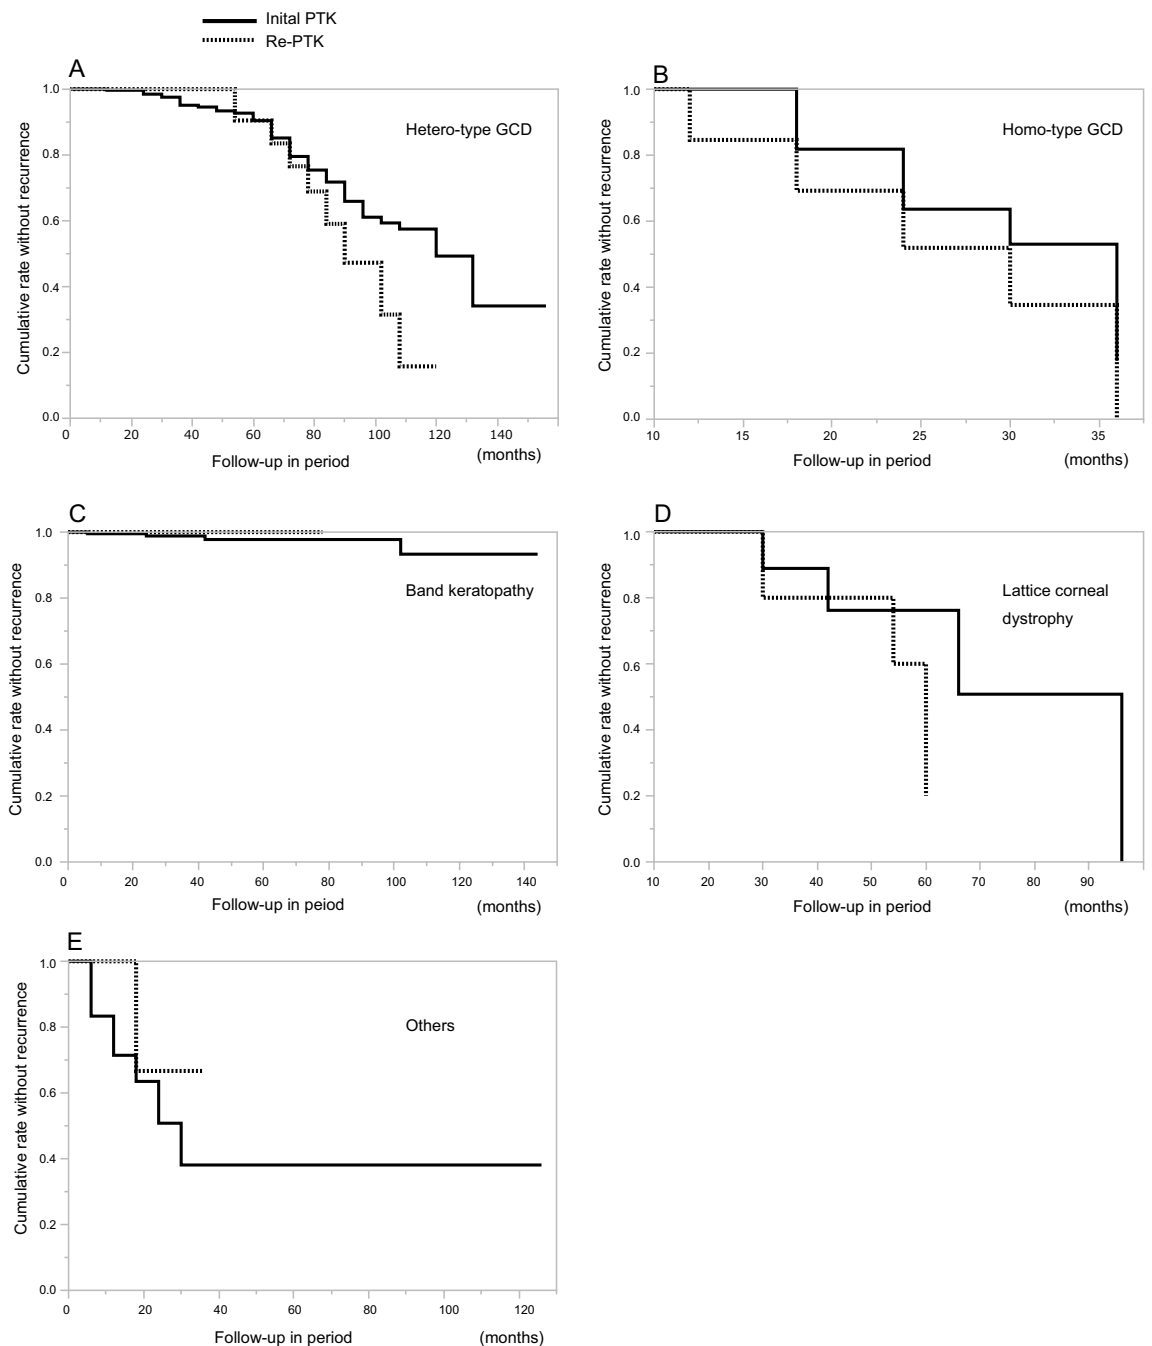 Inital PTK
Re-PTK
A
Cumulative rate without recurrence
1.0
0.8
0.6
0.4
0.2
0.0
Hetero-type GCD
0 20 40 60 80 100 120 140
Follow-up in period
(months)
B
Cumulative rate without recurrence
1.0
0.8
0.6
0.4
0.2
0.0
Homo-type GCD
10 15 20 25 30 35
Follow-up in period
(months)
C
Cumulative rate without recurrence
1.0
0.8
0.6
0.4
0.2
0.0
Band keratopathy
0 20 40 60 80 100 120 140
Follow-up in peiod
(months)
D
Cumulative rate without recurrence
1.0
0.8
0.6
0.4
0.2
0.0
Lattice corneal
dystrophy
10 20 30 40 50 60 70 80 90
Follow-up in period
(months)
E
Cumulative rate without recurrence
1.0
0.8
0.6
0.4
0.2
0.0
Others
0 20 40 60 80 100 120
Follow-up in period
(months)